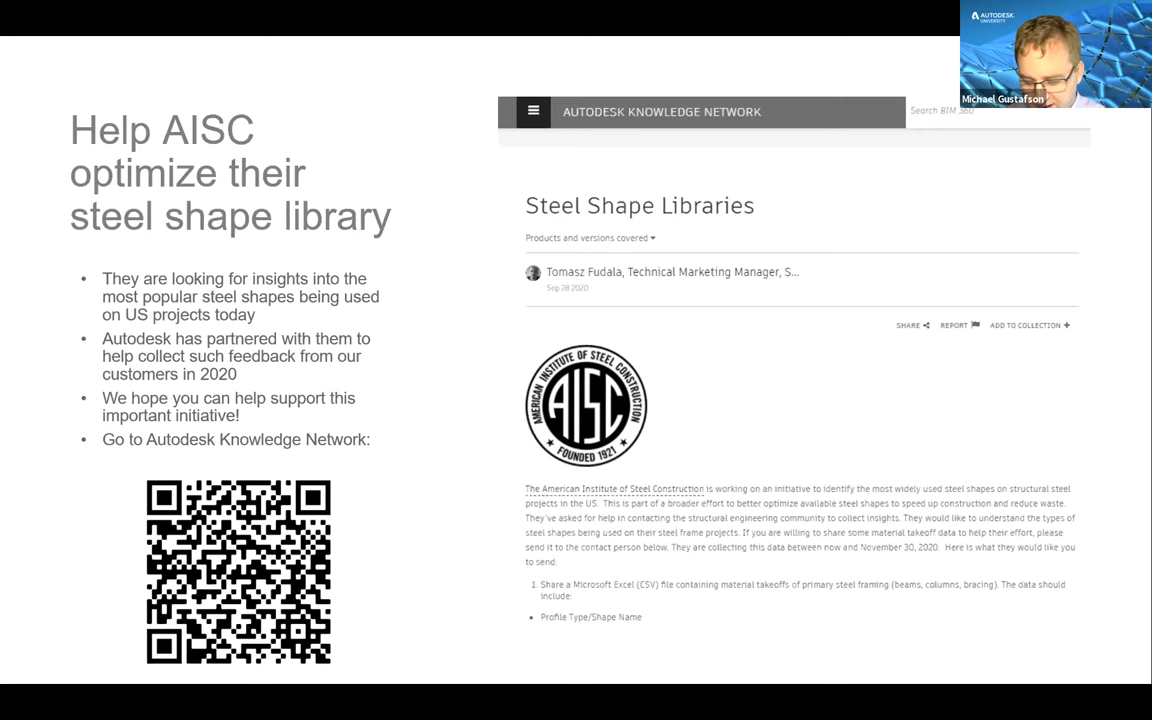 AUTODESK
UNIVERSITY
Michael Gustafson
Help AISC
optimize their
steel shape library
• They are looking for insights into the
most popular steel shapes being used
on US projects today
• Autodesk has partnered with them to
help collect such feedback from our
customers in 2020
• We hope you can help support this
important initiative!
• Go to Autodesk Knowledge Network:
AUTODESK KNOWLEDGE NETWORK
Search BIM 360
Steel Shape Libraries
Products and versions covered
Tomasz Fudala, Technical Marketing Manager, S...
Sep 28 2020
SHARE REPORT ADD TO COLLECTION +
AMERICAN INSTITUTE OF STEEL CONSTRUCTION
AISC
FOUNDED 1921
The American Institute of Steel Construction is working on an initiative to identify the most widely used steel shapes on structural steel
projects in the US. This is part of a broader effort to better optimize available steel shapes to speed up construction and reduce waste.
They've asked for help in contacting the structural engineering community to collect insights. They would like to understand the types of
steel shapes being used on their steel frame projects. If you are willing to share some material takeoff data to help their effort, please
send it to the contact person below. They are collecting this data between now and November 30, 2020. Here is what they would like you
to send.
1. Share a Microsoft Excel (CSV) file containing material takeoffs of primary steel framing (beams, columns, bracing). The data should
include:
• Profile Type/Shape Name